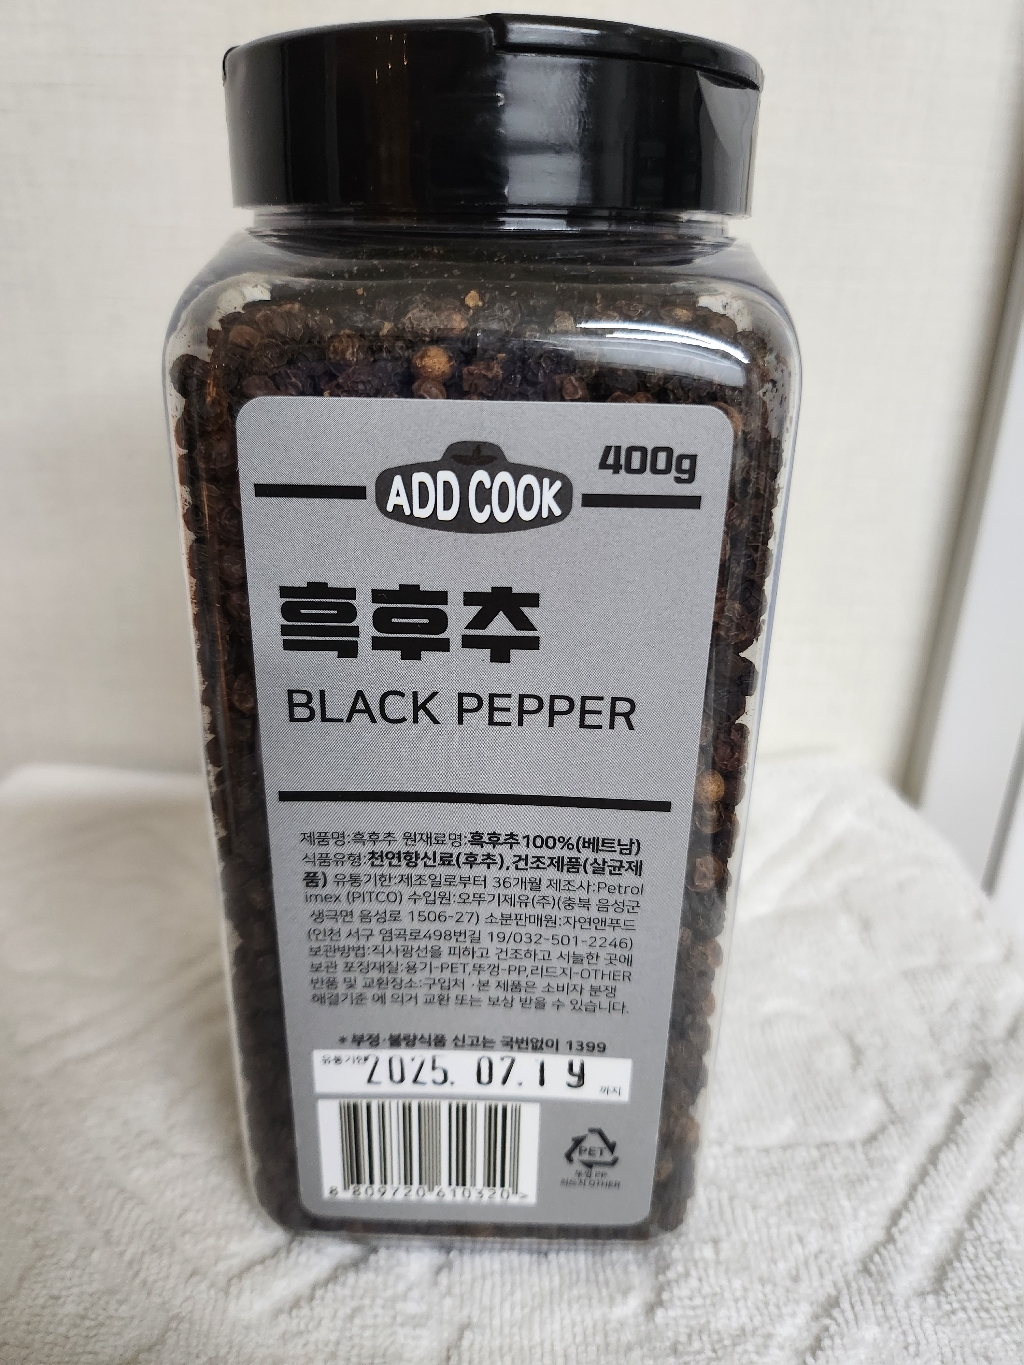 400g
ADD COOK
흑후추
BLACK PEPPER
제품명:흑후추 원재료명:흑후추100%(베트남)
식품유형:천연향신료(후추),건조제품(살균제
품) 유통기한:제조일로부터 36개월 제조사:Petrol
imex (PITCO) 수입원:오뚜기제유(주)(충북 음성군
생극면 음성로 1506-27) 소분판매원:자연앤푸드
(인천 서구 염곡로498번길 19/032-501-2246)
보관방법:직사광선을 피하고 건조하고 서늘한 곳에
보관 포장재질:용기-PET,뚜껑-PP,리드지-OTHER
반품 및 교환장소:구입처 ·본 제품은 소비자 분쟁
해결기준 에 의거 교환 또는 보상 받을 수 있습니다.
* 부정·불량식품 신고는 국번없이 1399
유통기한 2025. 07. 19 까지
8 809720 610320 >
PET
뚜껑 PP
리드지 OTHER